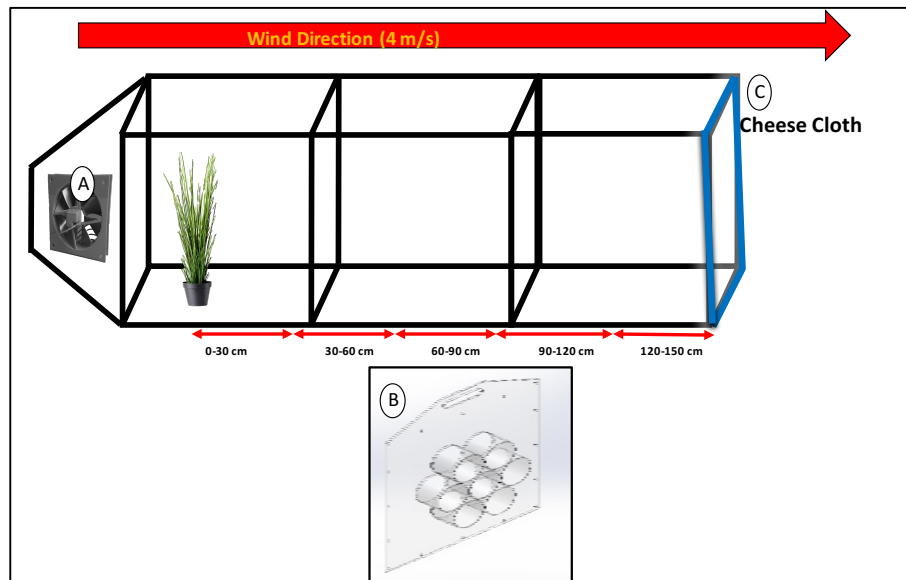 Wind Direction (4 m/s)
A
C
Cheese Cloth
0-30 cm
30-60 cm
60-90 cm
90-120 cm
120-150 cm
B